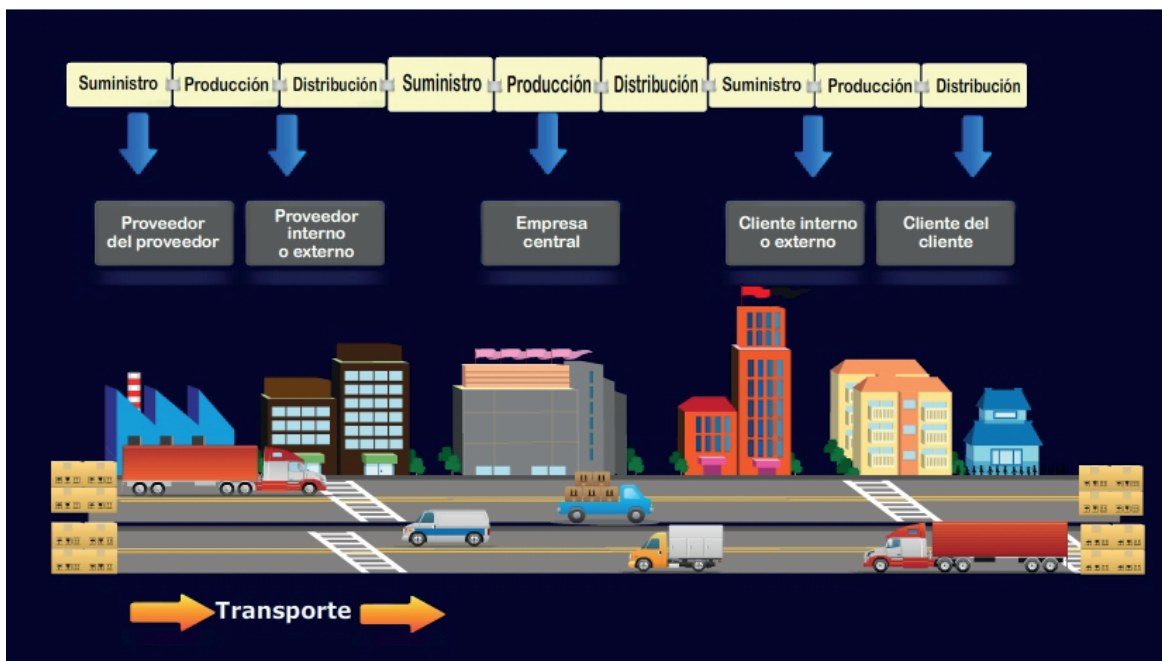 Suministro Producción Distribución Suministro Producción Distribución Suministro Producción Distribución
Proveedor
del proveedor
Proveedor
interno
o externo
Empresa
central
Cliente interno
o externo
Cliente del
cliente
Transporte